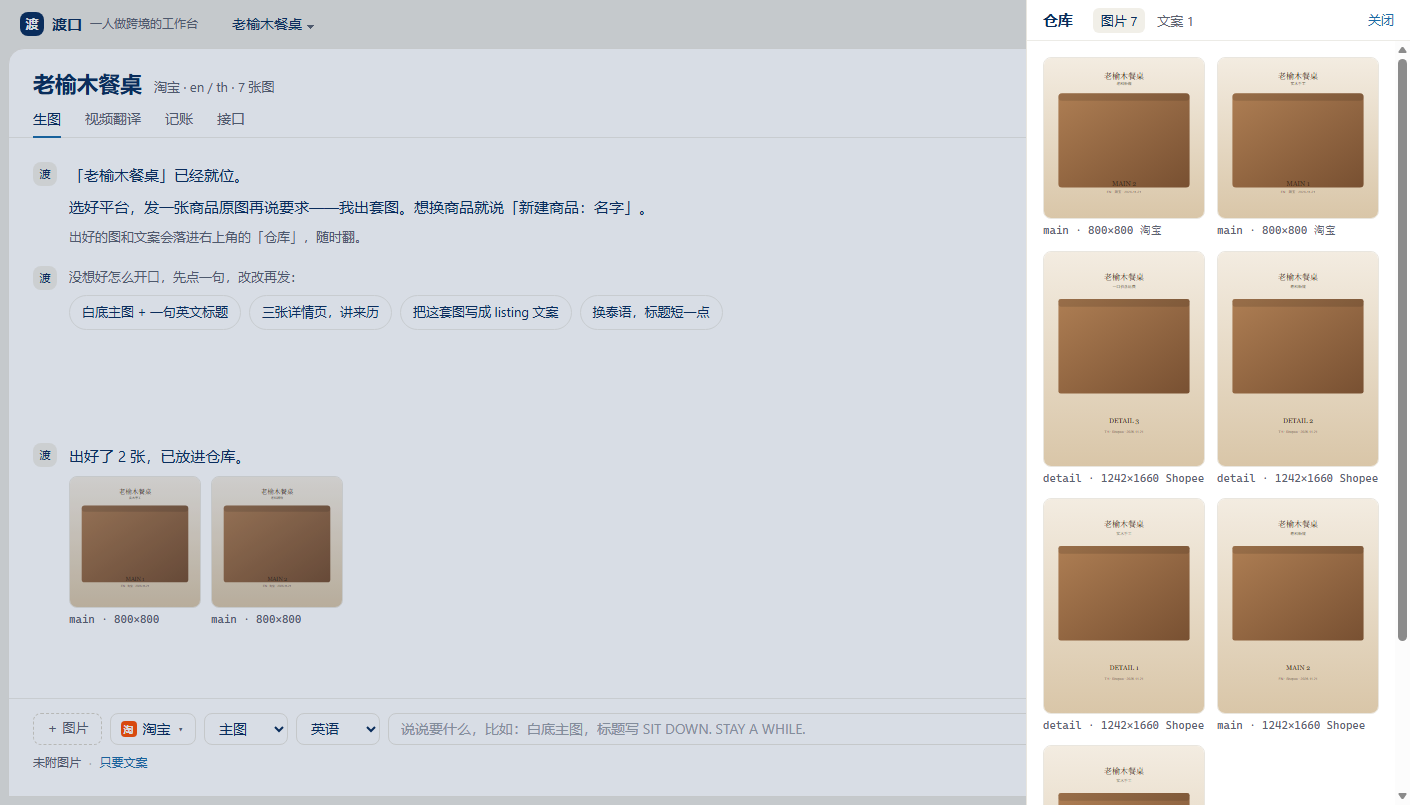 渡 渡口 一人做跨境的工作台 老榆木餐桌
老榆木餐桌 淘宝 · en / th · 7 张图
生图 视频翻译 记账 接口
渡 「老榆木餐桌」已经就位。
选好平台，发一张商品原图再说要求——我出套图。想换商品就说「新建商品：名字」。
出好的图和文案会落进右上角的「仓库」，随时翻。
渡 没想好怎么开口，先点一句，改改再发：
白底主图 + 一句英文标题 三张详情页，讲来历 把这套图写成 listing 文案 换泰语，标题短一点
渡 出好了 2 张，已放进仓库。
老榆木餐桌 老榆木餐桌
MAIN 1 MAIN 2
main · 800×800 main · 800×800
+ 图片 淘 淘宝 主图 英语 说说要什么，比如：白底主图，标题写 SIT DOWN. STAY A WHILE.
未附图片 · 只要文案
仓库 图片 7 文案 1 关闭
老榆木餐桌 老榆木餐桌
MAIN 2 MAIN 1
main · 800×800 淘宝 main · 800×800 淘宝
老榆木餐桌 老榆木餐桌
DETAIL 3 DETAIL 2
detail · 1242×1660 Shopee detail · 1242×1660 Shopee
老榆木餐桌 老榆木餐桌
DETAIL 1 MAIN 2
detail · 1242×1660 Shopee main · 1242×1660 Shopee
老榆木餐桌